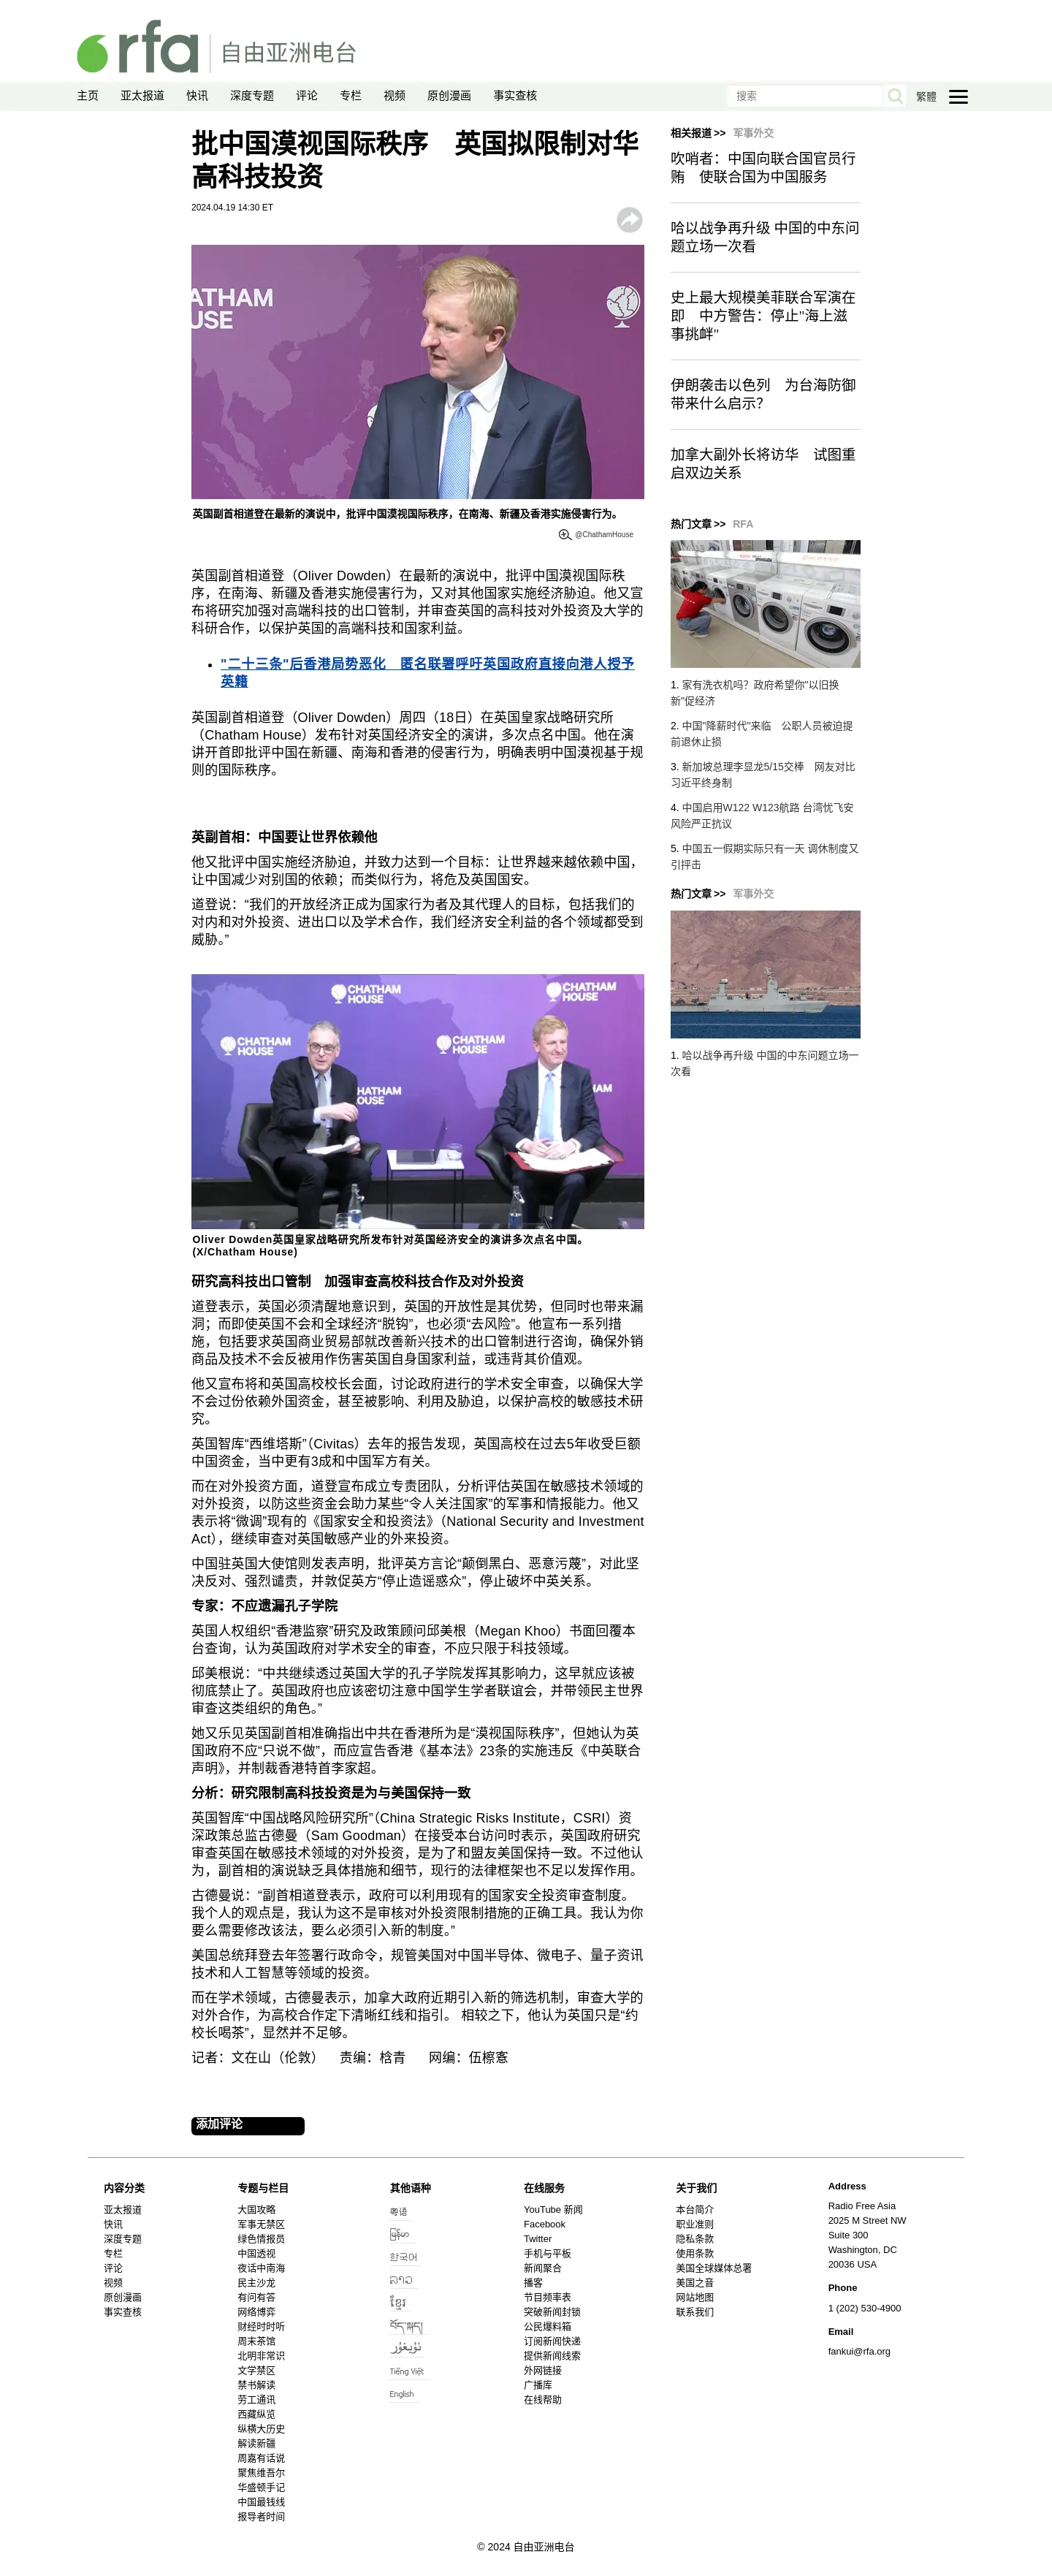 rfa 自由亚洲电台
主页 亚太报道 快讯 深度专题 评论 专栏 视频 原创漫画 事实查核 搜索 繁體
批中国漠视国际秩序　英国拟限制对华
高科技投资
2024.04.19 14:30 ET
CHATHAM
HOUSE
英国副首相道登在最新的演说中，批评中国漠视国际秩序，在南海、新疆及香港实施侵害行为。
@ChathamHouse
英国副首相道登（Oliver Dowden）在最新的演说中，批评中国漠视国际秩
序，在南海、新疆及香港实施侵害行为，又对其他国家实施经济胁迫。他又宣
布将研究加强对高端科技的出口管制，并审查英国的高科技对外投资及大学的
科研合作，以保护英国的高端科技和国家利益。
"二十三条"后香港局势恶化　匿名联署呼吁英国政府直接向港人授予
英籍
英国副首相道登（Oliver Dowden）周四（18日）在英国皇家战略研究所
（Chatham House）发布针对英国经济安全的演讲，多次点名中国。他在演
讲开首即批评中国在新疆、南海和香港的侵害行为，明确表明中国漠视基于规
则的国际秩序。
英副首相：中国要让世界依赖他
他又批评中国实施经济胁迫，并致力达到一个目标：让世界越来越依赖中国，
让中国减少对别国的依赖；而类似行为，将危及英国国安。
道登说：“我们的开放经济正成为国家行为者及其代理人的目标，包括我们的
对内和对外投资、进出口以及学术合作，我们经济安全利益的各个领域都受到
威胁。”
CHATHAM
HOUSE
CHATHAM
HOUSE
CHATHAM
HOUSE
CHATHAM
HOUSE
Oliver Dowden英国皇家战略研究所发布针对英国经济安全的演讲多次点名中国。
(X/Chatham House)
研究高科技出口管制　加强审查高校科技合作及对外投资
道登表示，英国必须清醒地意识到，英国的开放性是其优势，但同时也带来漏
洞；而即使英国不会和全球经济“脱钩”，也必须“去风险”。他宣布一系列措
施，包括要求英国商业贸易部就改善新兴技术的出口管制进行咨询，确保外销
商品及技术不会反被用作伤害英国自身国家利益，或违背其价值观。
他又宣布将和英国高校校长会面，讨论政府进行的学术安全审查，以确保大学
不会过份依赖外国资金，甚至被影响、利用及胁迫，以保护高校的敏感技术研
究。
英国智库“西维塔斯”（Civitas）去年的报告发现，英国高校在过去5年收受巨额
中国资金，当中更有3成和中国军方有关。
而在对外投资方面，道登宣布成立专责团队，分析评估英国在敏感技术领域的
对外投资，以防这些资金会助力某些“令人关注国家”的军事和情报能力。他又
表示将“微调”现有的《国家安全和投资法》（National Security and Investment
Act），继续审查对英国敏感产业的外来投资。
中国驻英国大使馆则发表声明，批评英方言论“颠倒黑白、恶意污蔑”，对此坚
决反对、强烈谴责，并敦促英方“停止造谣惑众”，停止破坏中英关系。
专家：不应遗漏孔子学院
英国人权组织“香港监察”研究及政策顾问邱美根（Megan Khoo）书面回覆本
台查询，认为英国政府对学术安全的审查，不应只限于科技领域。
邱美根说：“中共继续透过英国大学的孔子学院发挥其影响力，这早就应该被
彻底禁止了。英国政府也应该密切注意中国学生学者联谊会，并带领民主世界
审查这类组织的角色。”
她又乐见英国副首相准确指出中共在香港所为是“漠视国际秩序”，但她认为英
国政府不应“只说不做”，而应宣告香港《基本法》23条的实施违反《中英联合
声明》，并制裁香港特首李家超。
分析：研究限制高科技投资是为与美国保持一致
英国智库“中国战略风险研究所”（China Strategic Risks Institute，CSRI）资
深政策总监古德曼（Sam Goodman）在接受本台访问时表示，英国政府研究
审查英国在敏感技术领域的对外投资，是为了和盟友美国保持一致。不过他认
为，副首相的演说缺乏具体措施和细节，现行的法律框架也不足以发挥作用。
古德曼说：“副首相道登表示，政府可以利用现有的国家安全投资审查制度。
我个人的观点是，我认为这不是审核对外投资限制措施的正确工具。我认为你
要么需要修改该法，要么必须引入新的制度。”
美国总统拜登去年签署行政命令，规管美国对中国半导体、微电子、量子资讯
技术和人工智慧等领域的投资。
而在学术领域，古德曼表示，加拿大政府近期引入新的筛选机制，审查大学的
对外合作，为高校合作定下清晰红线和指引。 相较之下，他认为英国只是“约
校长喝茶”，显然并不足够。
记者：文在山（伦敦）　责编：梒青　网编：伍檫愙
添加评论
相关报道 >> 军事外交
吹哨者：中国向联合国官员行
贿　使联合国为中国服务
哈以战争再升级 中国的中东问
题立场一次看
史上最大规模美菲联合军演在
即　中方警告：停止"海上滋
事挑衅"
伊朗袭击以色列　为台海防御
带来什么启示？
加拿大副外长将访华　试图重
启双边关系
热门文章 >> RFA
1. 家有洗衣机吗？政府希望你"以旧换
新"促经济
2. 中国"降薪时代"来临　公职人员被迫提
前退休止损
3. 新加坡总理李显龙5/15交棒　网友对比
习近平终身制
4. 中国启用W122 W123航路 台湾忧飞安
风险严正抗议
5. 中国五一假期实际只有一天 调休制度又
引抨击
热门文章 >> 军事外交
1. 哈以战争再升级 中国的中东问题立场一
次看
内容分类
亚太报道
快讯
深度专题
专栏
评论
视频
原创漫画
事实查核
专题与栏目
大国攻略
军事无禁区
绿色情报员
中国透视
夜话中南海
民主沙龙
有问有答
网络博弈
财经时时听
周末茶馆
北明非常识
文学禁区
禁书解读
劳工通讯
西藏纵览
纵横大历史
解读新疆
周嘉有话说
聚焦维吾尔
华盛顿手记
中国最钱线
报导者时间
其他语种
粤语
မြန်မာ
한국어
ລາວ
ខ្មែរ
བོད་སྐད།
ئۇيغۇر
Tiếng Việt
English
在线服务
YouTube 新闻
Facebook
Twitter
手机与平板
新闻聚合
播客
节目频率表
突破新闻封锁
公民爆料箱
订阅新闻快递
提供新闻线索
外网链接
广播库
在线帮助
关于我们
本台简介
职业准则
隐私条款
使用条款
美国全球媒体总署
美国之音
网站地图
联系我们
Address
Radio Free Asia
2025 M Street NW
Suite 300
Washington, DC
20036 USA
Phone
1 (202) 530-4900
Email
fankui@rfa.org
© 2024 自由亚洲电台